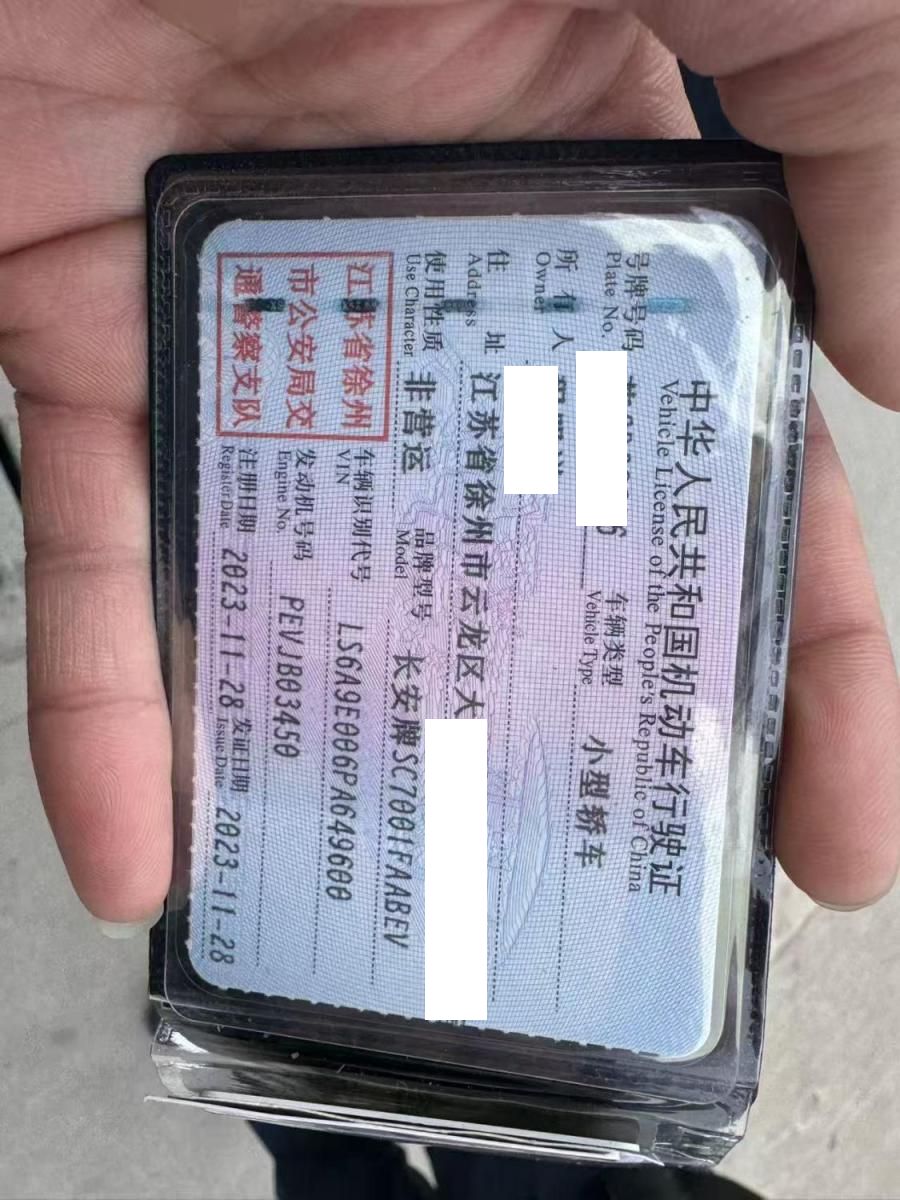 中华人民共和国机动车行驶证
Vehicle License of the People's Republic of China
号牌号码
Plate No.
6
车辆类型
Vehicle Type
小型轿车
所有人
Owner
住址
Address
江苏省徐州市云龙区大
使用性质
Use Character
非营运
品牌型号
Model
长安牌SC7001FAABEV
江苏省徐州
市公安局交
通警察支队
车辆识别代号
VIN
LS6A9E006PA649600
发动机号码
Engine No.
PEVJB03450
注册日期
Register Date
2023-11-28
发证日期
Issue Date
2023-11-28